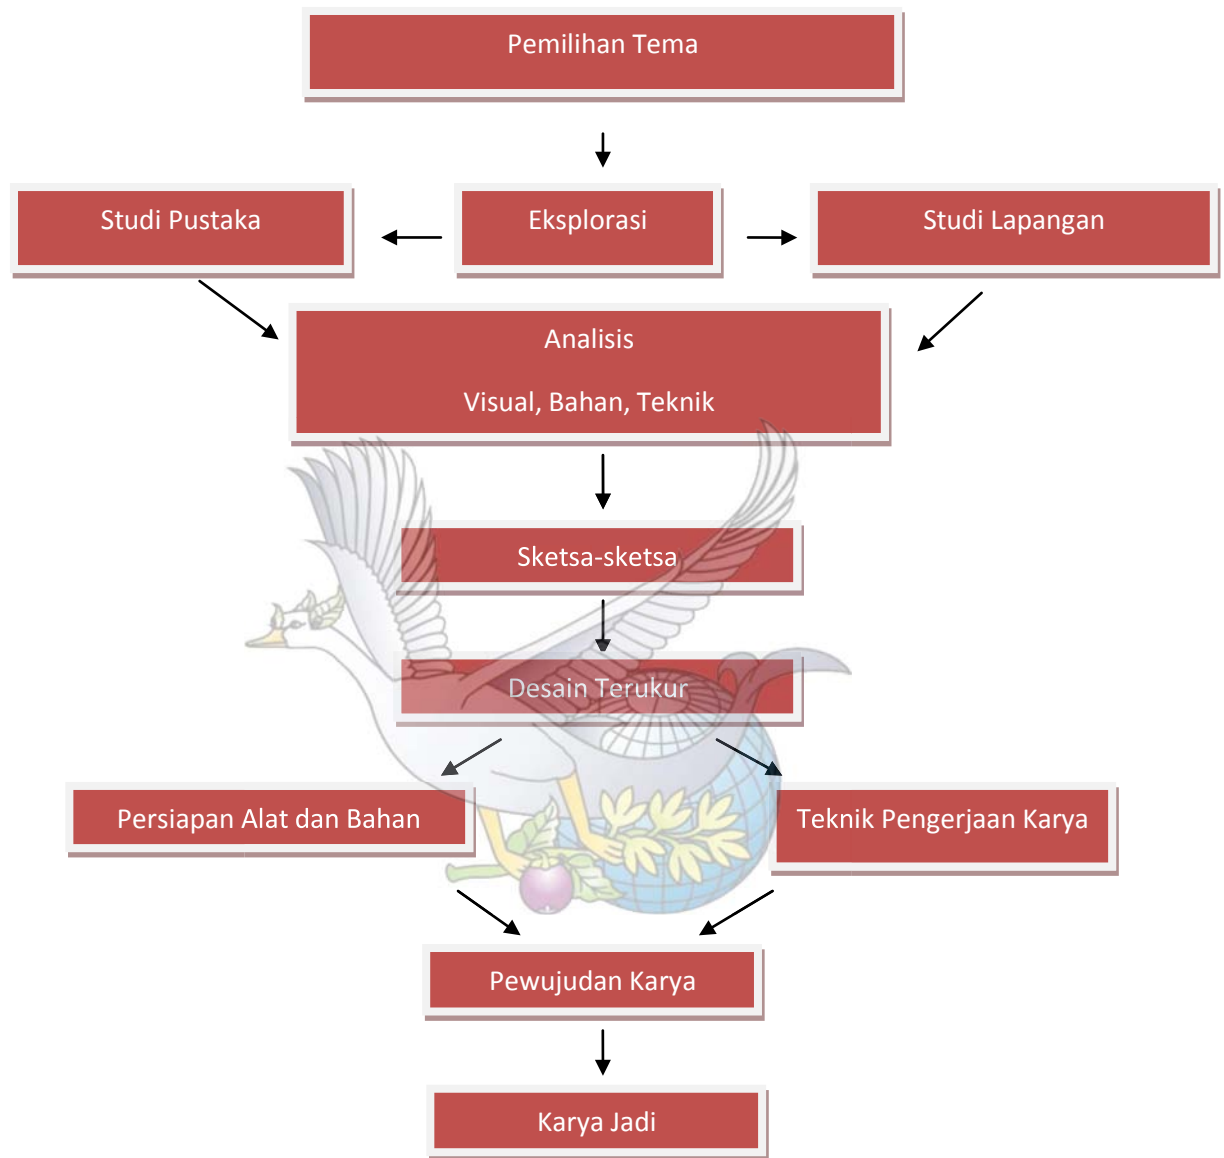 Pemilihan Tema
Studi Pustaka
Eksplorasi
Studi Lapangan
Analisis
Visual, Bahan, Teknik
Sketsa-sketsa
Desain Terukur
Persiapan Alat dan Bahan
Teknik Pengerjaan Karya
Pewujudan Karya
Karya Jadi